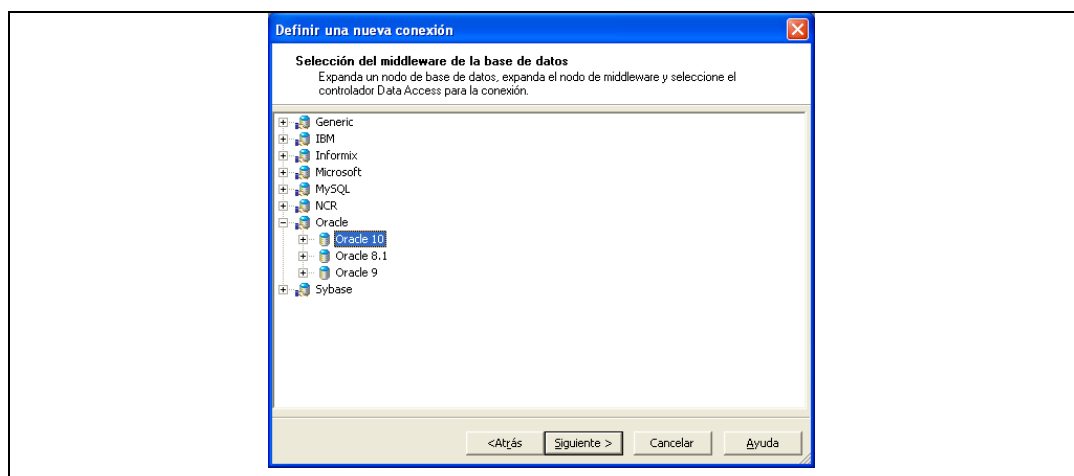 Definir una nueva conexión
Selección del middleware de la base de datos
Expanda un nodo de base de datos, expanda el nodo de middleware y seleccione el
controlador Data Access para la conexión.
Generic
IBM
Informix
Microsoft
MySQL
NCR
Oracle
Oracle 10
Oracle 8.1
Oracle 9
Sybase
<Atrás Siguiente > Cancelar Ayuda